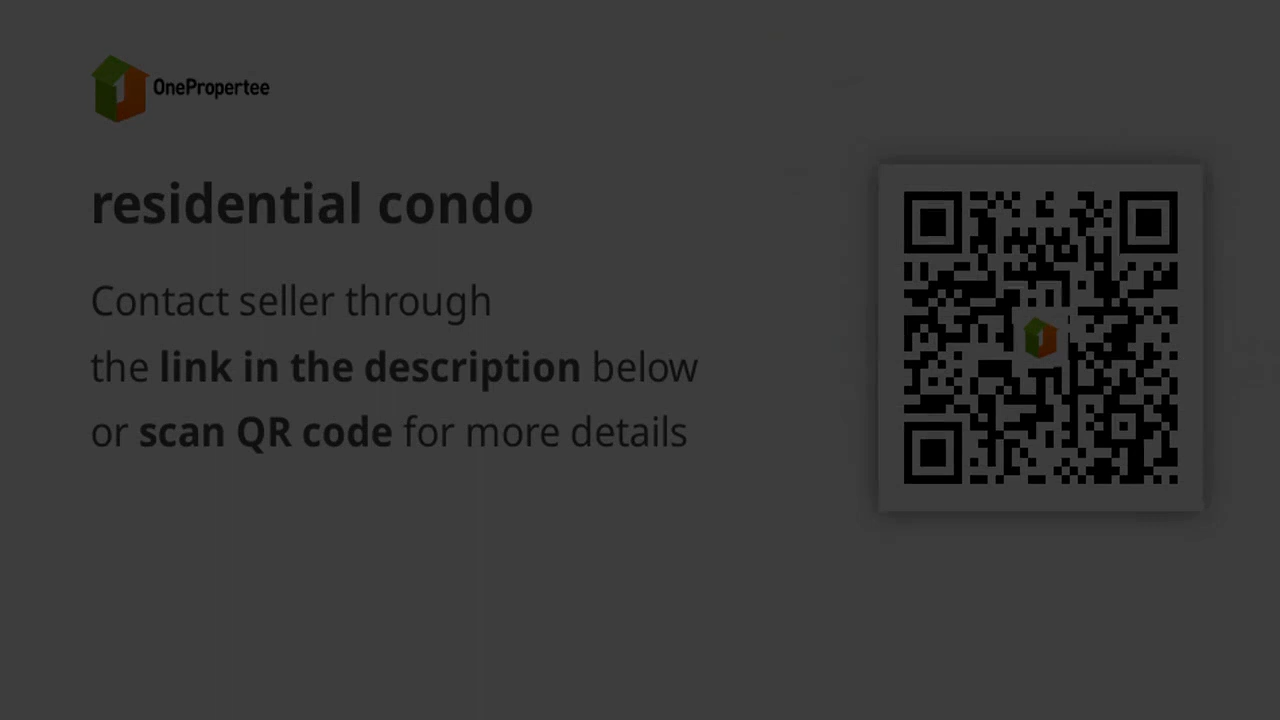 OnePropertee
residential condo
Contact seller through
the link in the description below
or scan QR code for more details